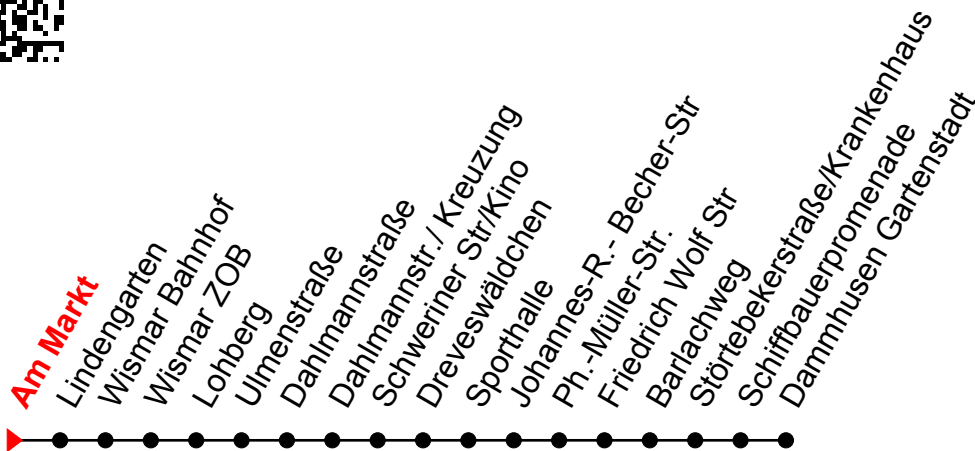 Am Markt
Lindengarten
Wismar Bahnhof
Wismar ZOB
Lohberg
Ulmenstraße
Dahlmannstraße
Dahlmannstr./ Kreuzung
Schweriner Str/Kino
Dreveswäldchen
Sporthalle
Johannes-R.- Becher-Str
Ph.-Müller-Str.
Friedrich Wolf Str
Barlachweg
Störtebekerstraße/Krankenhaus
Schiffbauerpromenade
Dammhusen Gartenstadt